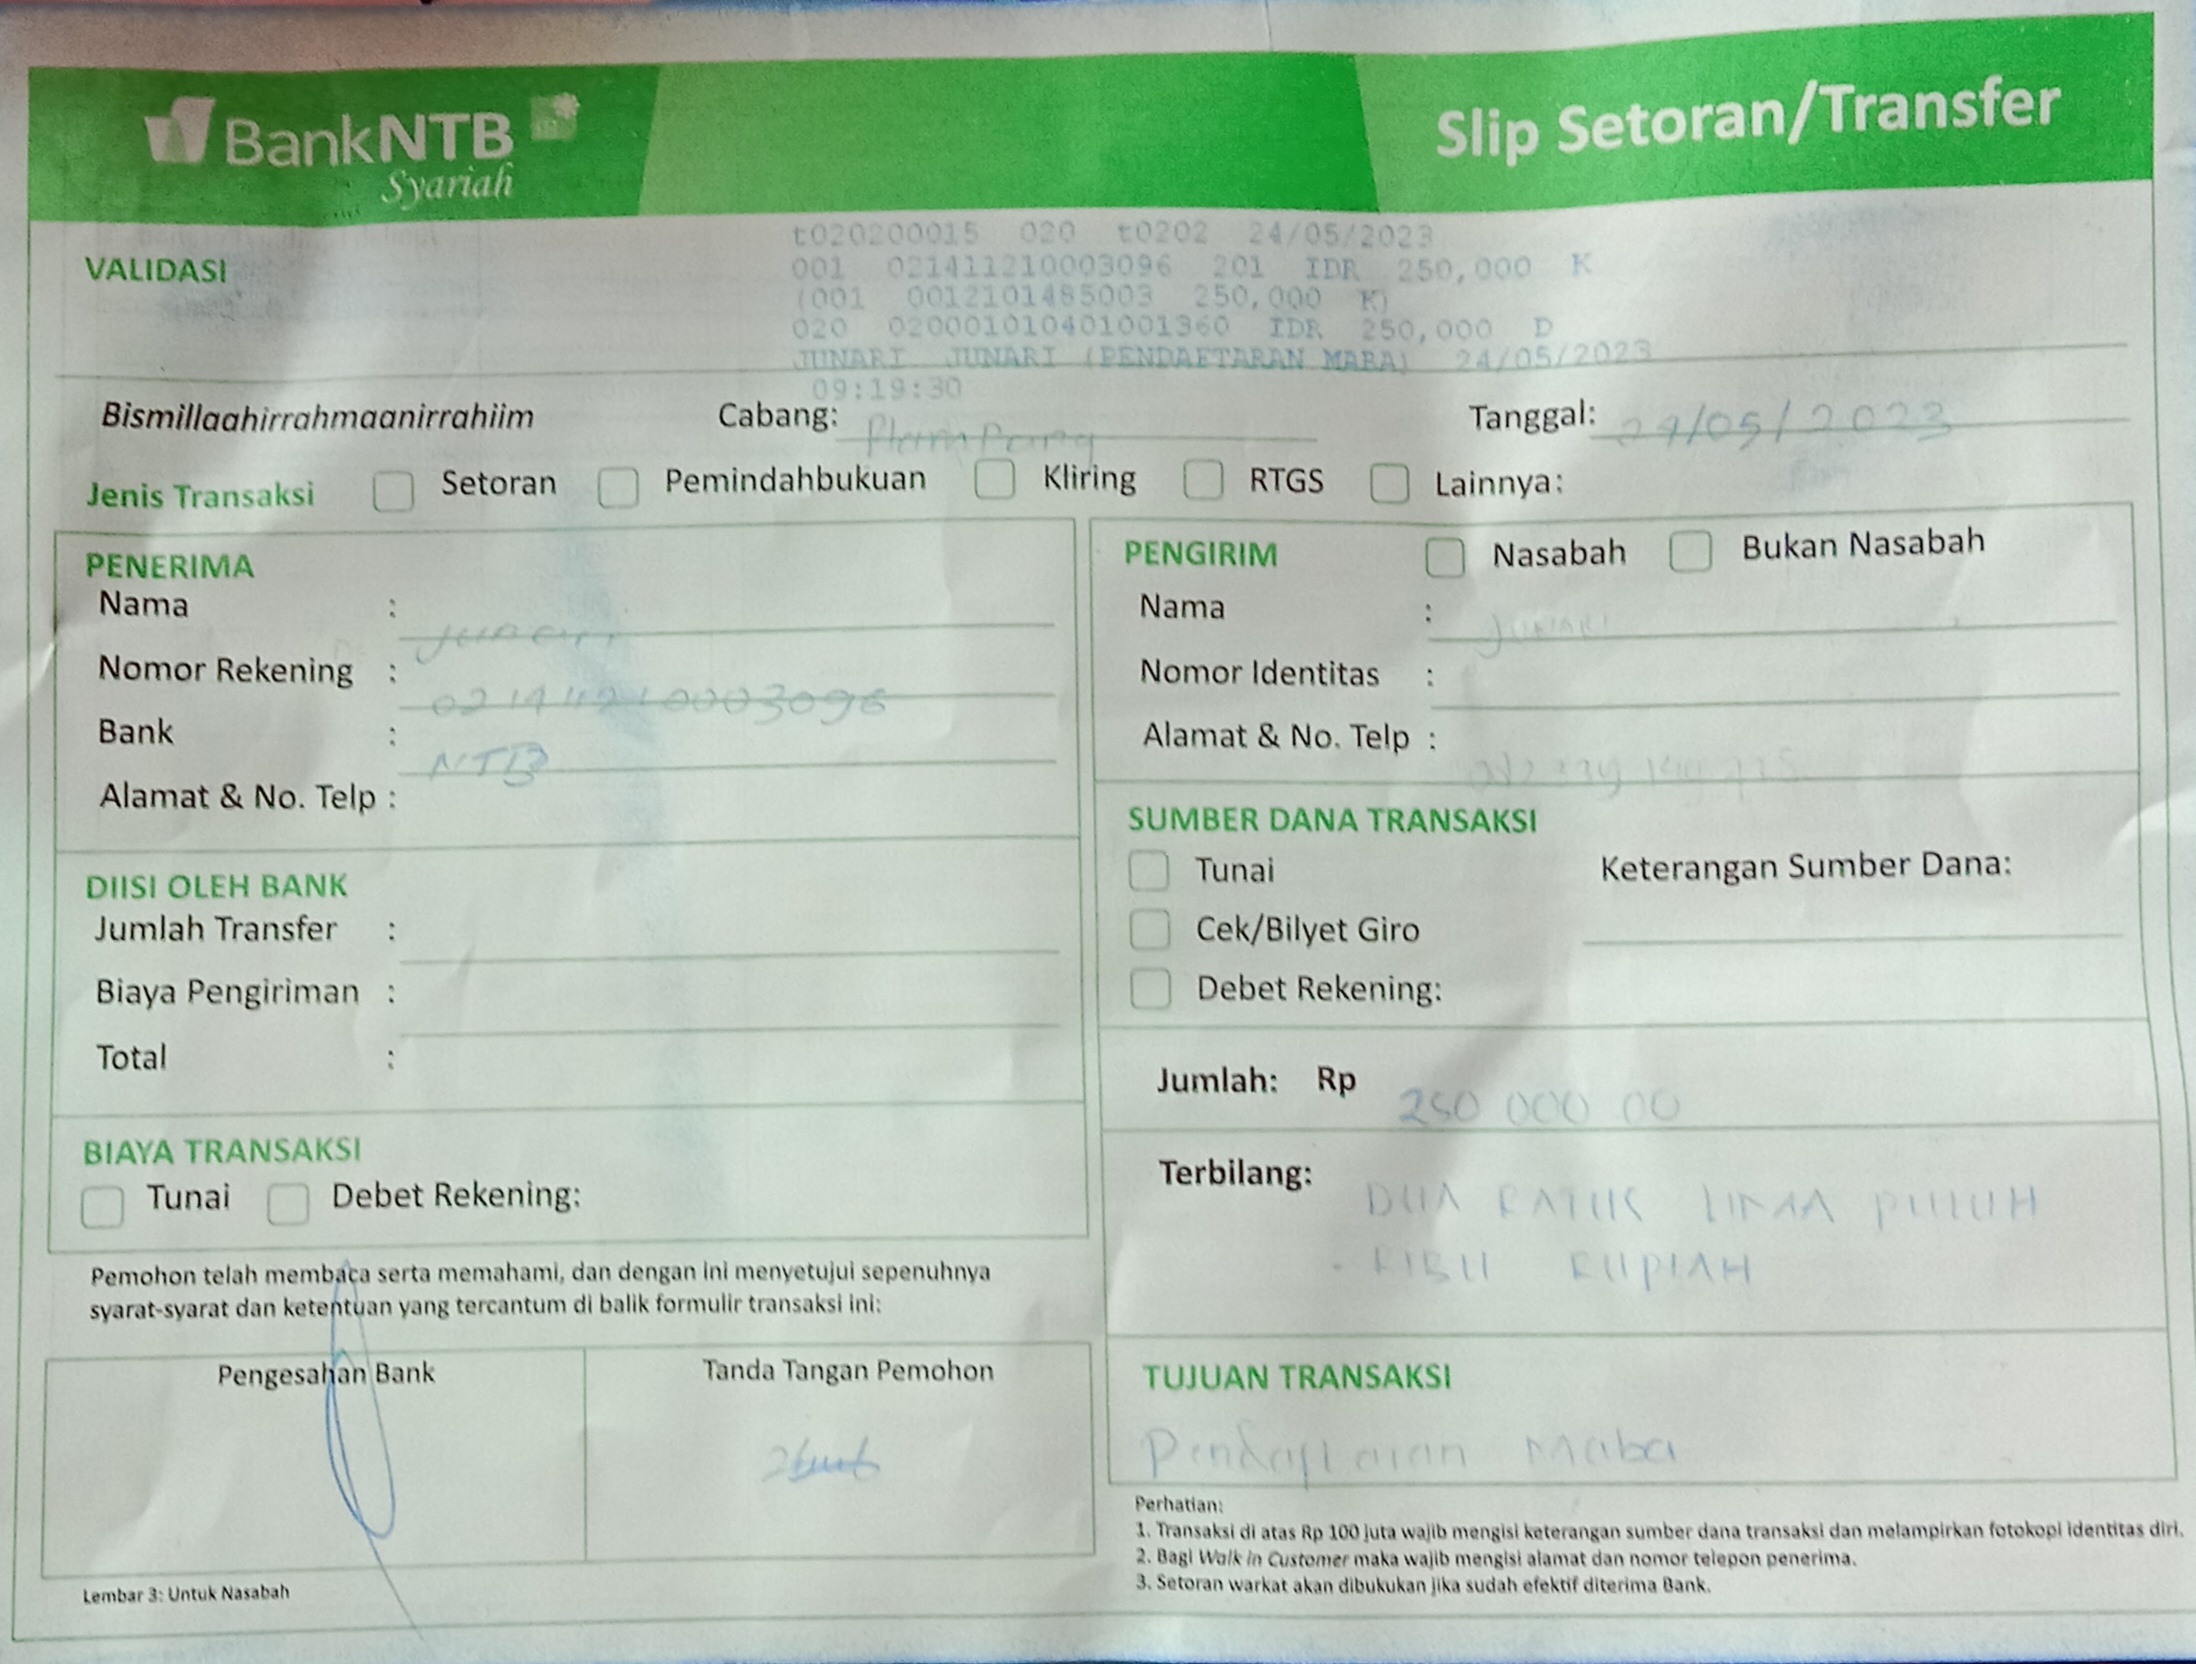 BankNTB
Syariah
Slip Setoran/Transfer
t020200015 020 t0202 24/05/2023
VALIDASI
001 021411210003096 201 IDR 250,000 K
(001 0012101485003 250,000 K)
020 020001010401001360 IDR 250,000 D
JUNARI JUNARI (PENDAFTARAN MABA) 24/05/2023
09:19:30
Bismillaahirrahmaanirrahiim Cabang: Tanggal: 24/05/2023
Jenis Transaksi Setoran Pemindahbukuan Kliring RTGS Lainnya:
PENERIMA
Nama : Junari
Nomor Rekening : 021411210003096
Bank : NTB
Alamat & No. Telp :
PENGIRIM Nasabah Bukan Nasabah
Nama : JUNARI
Nomor Identitas :
Alamat & No. Telp :
DIISI OLEH BANK
Jumlah Transfer :
Biaya Pengiriman :
Total :
SUMBER DANA TRANSAKSI
Tunai Keterangan Sumber Dana:
Cek/Bilyet Giro
Debet Rekening:
Jumlah: Rp 250 000 00
BIAYA TRANSAKSI
Tunai Debet Rekening:
Terbilang: DUA RATUS LIMA PULUH
RIBU RUPIAH
Pemohon telah membaca serta memahami, dan dengan ini menyetujui sepenuhnya
syarat-syarat dan ketentuan yang tercantum di balik formulir transaksi ini:
Pengesahan Bank Tanda Tangan Pemohon
TUJUAN TRANSAKSI
Pendaftaran Maba
Perhatian:
1. Transaksi di atas Rp 100 juta wajib mengisi keterangan sumber dana transaksi dan melampirkan fotokopi identitas diri.
2. Bagi Walk in Customer maka wajib mengisi alamat dan nomor telepon penerima.
3. Setoran warkat akan dibukukan jika sudah efektif diterima Bank.
Lembar 3: Untuk Nasabah